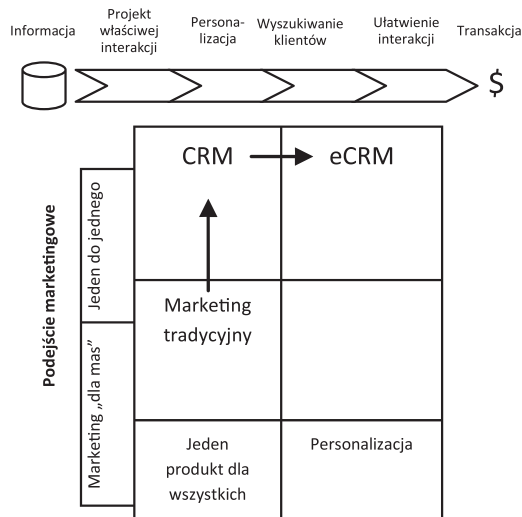 Informacja
Projekt
właściwej
interakcji
Persona-
lizacja
Wyszukiwanie
klientów
Ułatwienie
interakcji
Transakcja
$
CRM
eCRM
Podejście marketingowe
Jeden do jednego
Marketing
tradycyjny
Marketing „dla mas”
Jeden
produkt dla
wszystkich
Personalizacja